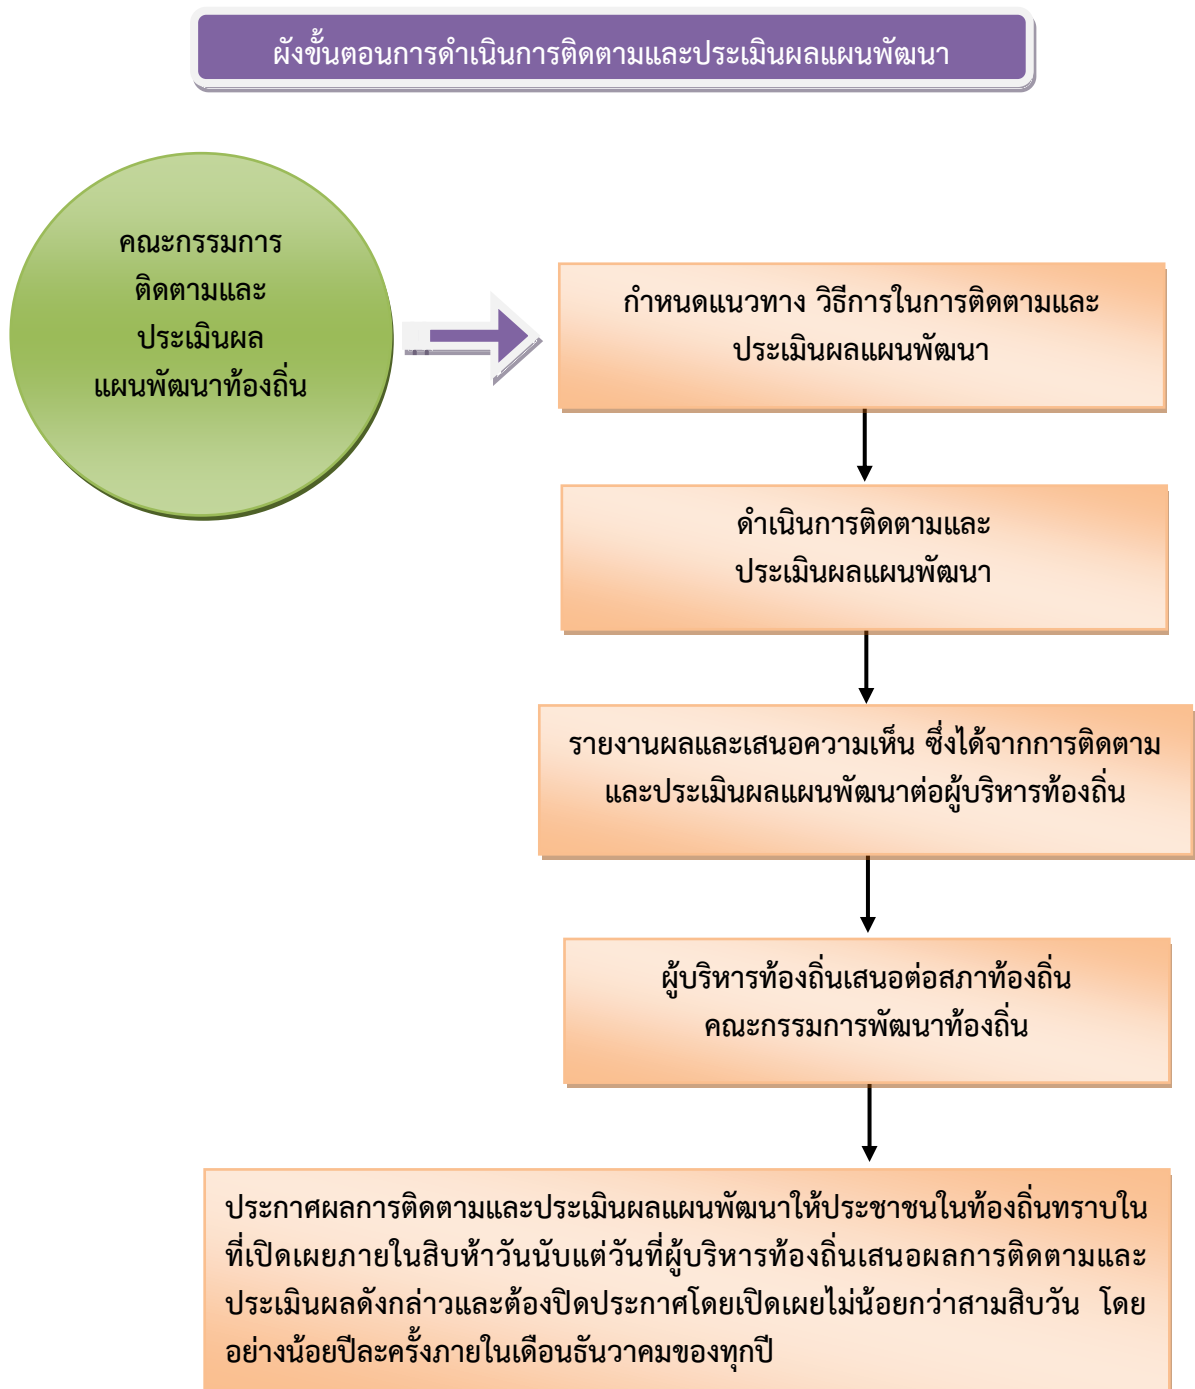 ผังขั้นตอนการดำเนินการติดตามและประเมินผลแผนพัฒนา
คณะกรรมการ
ติดตามและ
ประเมินผล
แผนพัฒนาท้องถิ่น
กำหนดแนวทาง วิธีการในการติดตามและ
ประเมินผลแผนพัฒนา
ดำเนินการติดตามและ
ประเมินผลแผนพัฒนา
รายงานผลและเสนอความเห็น ซึ่งได้จากการติดตาม
และประเมินผลแผนพัฒนาต่อผู้บริหารท้องถิ่น
ผู้บริหารท้องถิ่นเสนอต่อสภาท้องถิ่น
คณะกรรมการพัฒนาท้องถิ่น
ประกาศผลการติดตามและประเมินผลแผนพัฒนาให้ประชาชนในท้องถิ่นทราบใน
ที่เปิดเผยภายในสิบห้าวันนับแต่วันที่ผู้บริหารท้องถิ่นเสนอผลการติดตามและ
ประเมินผลดังกล่าวและต้องปิดประกาศโดยเปิดเผยไม่น้อยกว่าสามสิบวัน โดย
อย่างน้อยปีละครั้งภายในเดือนธันวาคมของทุกปี